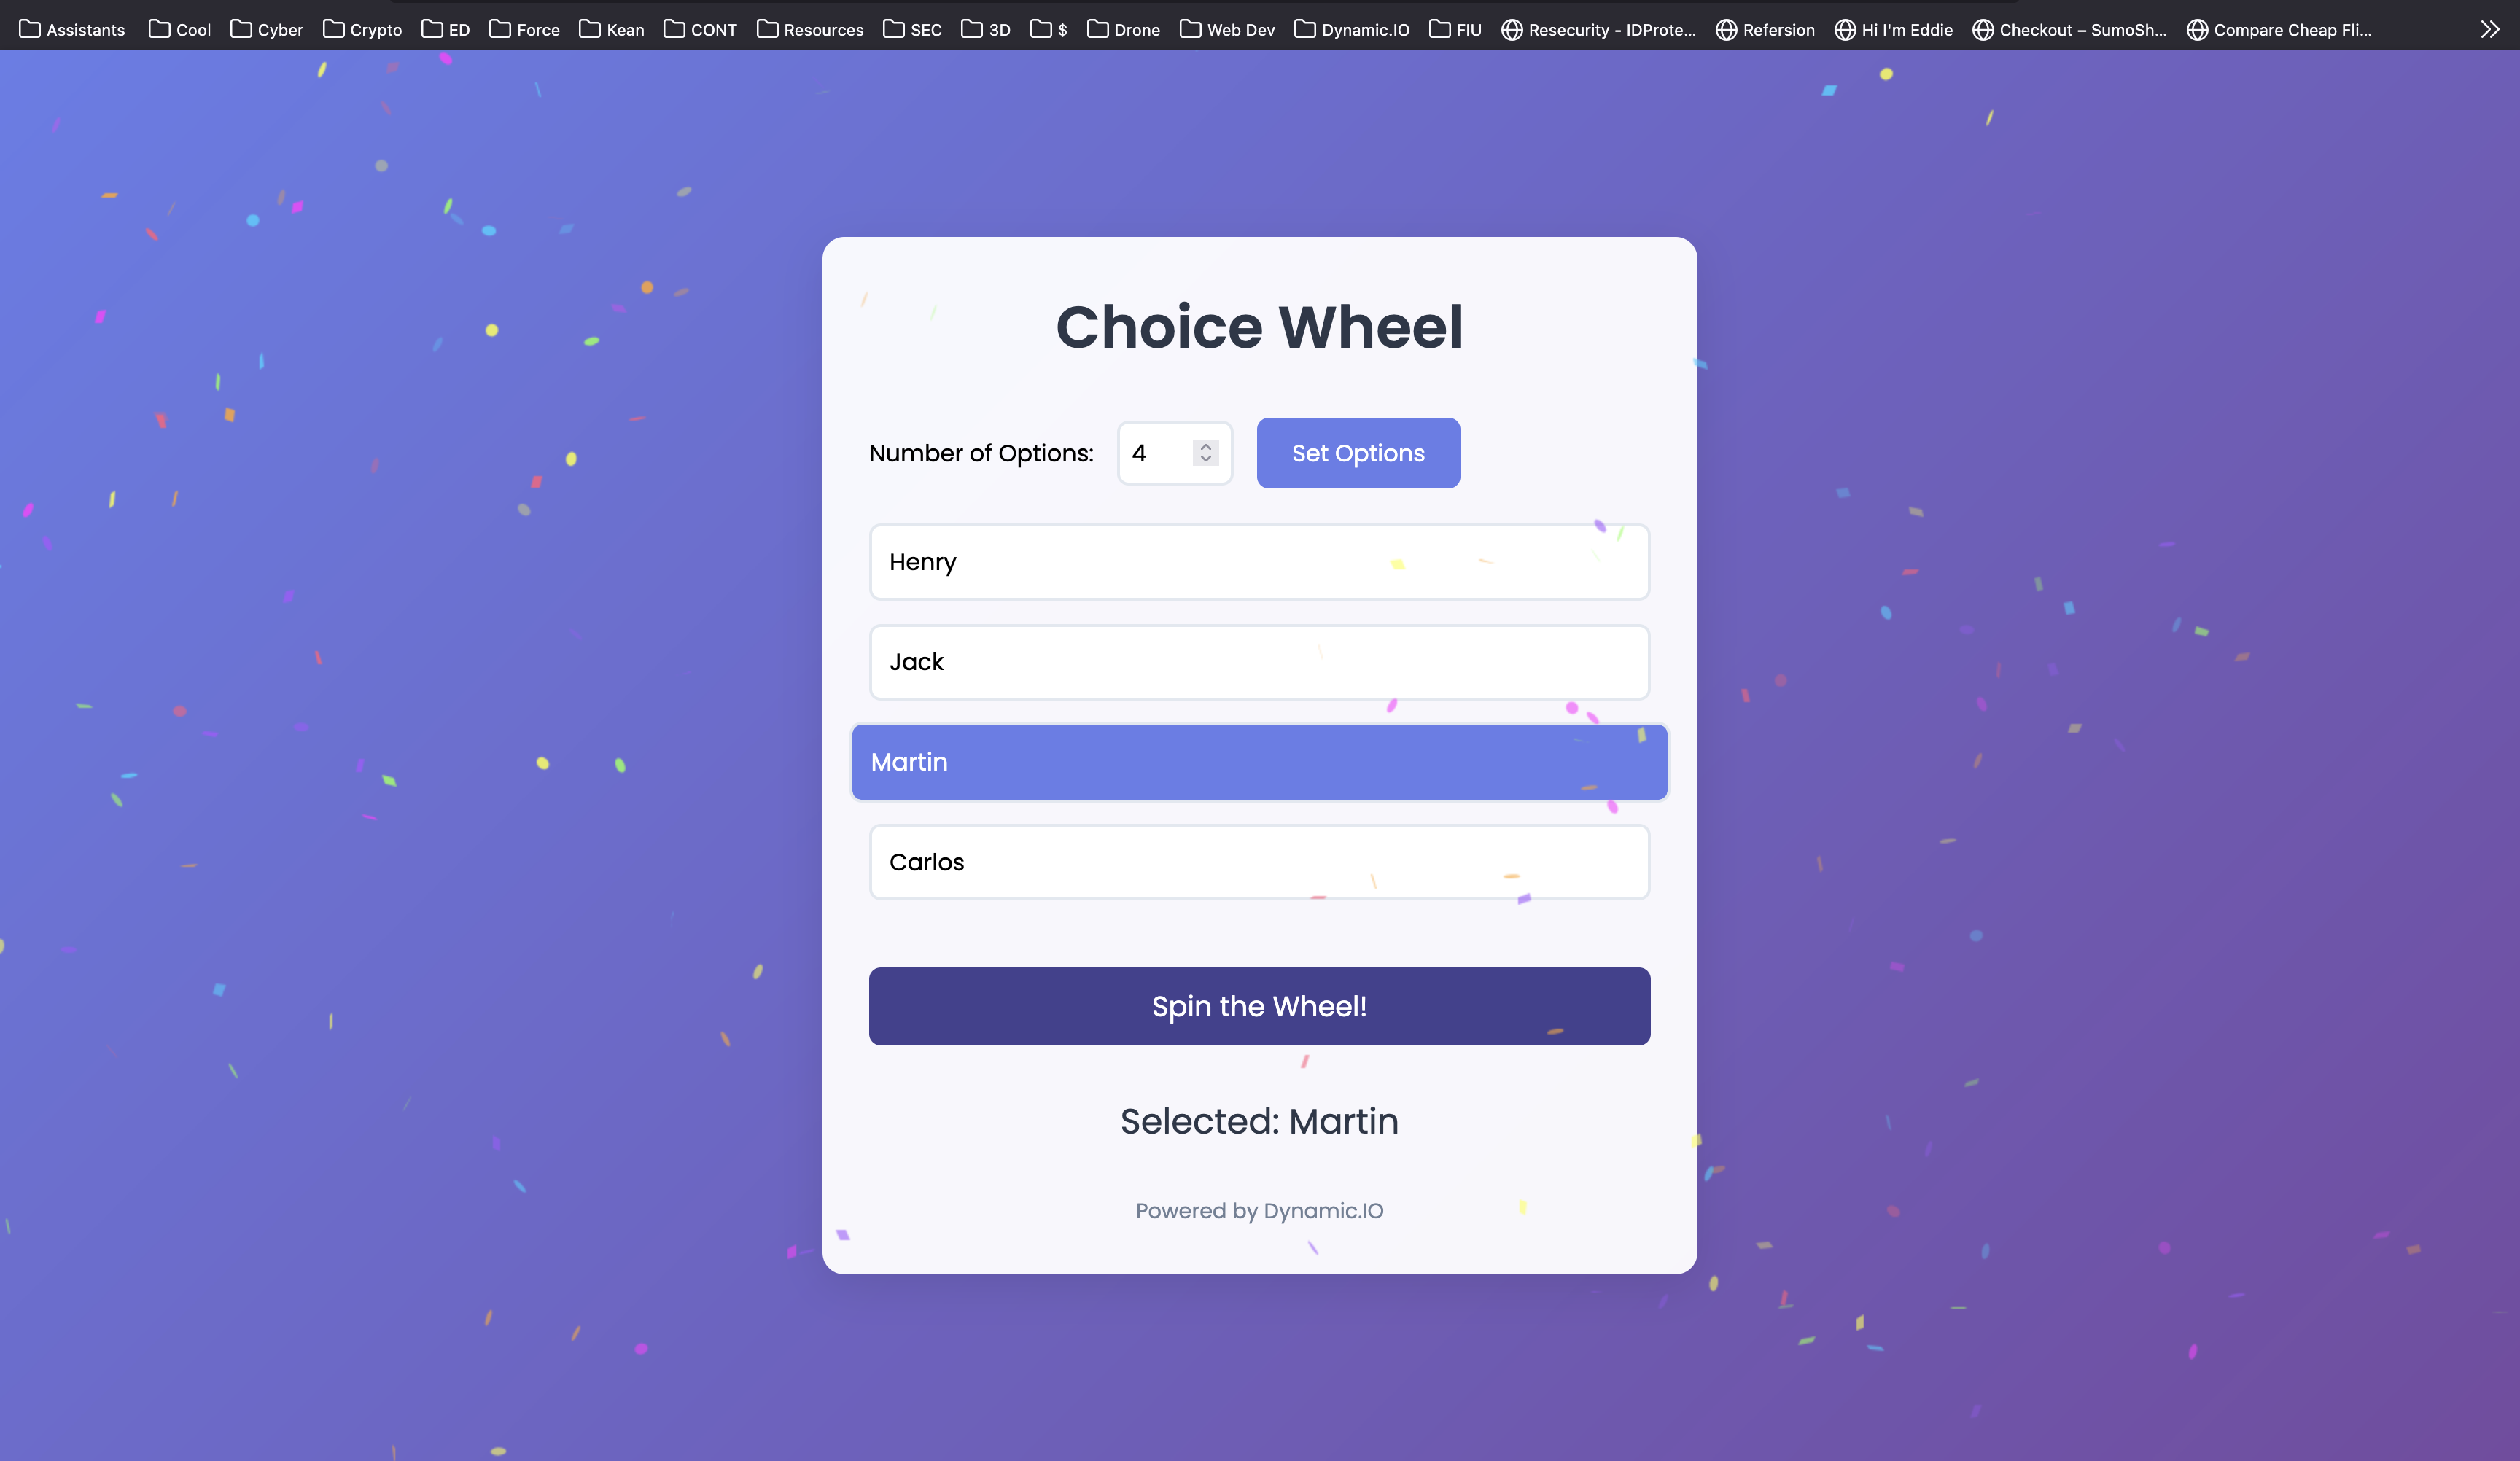 Assistants Cool Cyber Crypto ED Force Kean CONT Resources SEC 3D $ Drone Web Dev Dynamic.IO FIU Resecurity - IDProte... Refersion Hi I'm Eddie Checkout – SumoSh... Compare Cheap Fli...
Choice Wheel
Number of Options: 4 Set Options
Henry
Jack
Martin
Carlos
Spin the Wheel!
Selected: Martin
Powered by Dynamic.IO